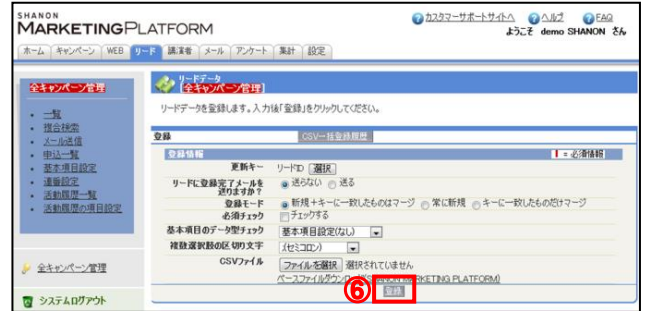 SHANON
MARKETINGPLATFORM
カスタマーサポートサイトへ ヘルプ FAQ
ようこそ demo SHANON さん
ホーム キャンペーン WEB リード 講演者 メール アンケート 集計 設定
全キャンペーン管理
一覧
複合検索
メール送信
申込一覧
基本項目設定
連番設定
活動履歴一覧
活動履歴の項目設定
全キャンペーン管理
システムログアウト
リードデータ
[全キャンペーン管理]
リードデータを登録します。入力後「登録」をクリックしてください。
登録 CSV一括登録履歴
登録情報 = 必須情報
更新キー リードID 選択
リードに登録完了メールを送りますか? 送らない 送る
登録モード 新規+キーに一致したものはマージ 常に新規 キーに一致したものだけマージ
必須チェック チェックする
基本項目のデータ型チェック 基本項目設定(なし)
複数選択肢の区切り文字 ;(セミコロン)
CSVファイル ファイルを選択 選択されていません
ベースファイルダウンロード(SHANON MARKETING PLATFORM)
⑥ 登録